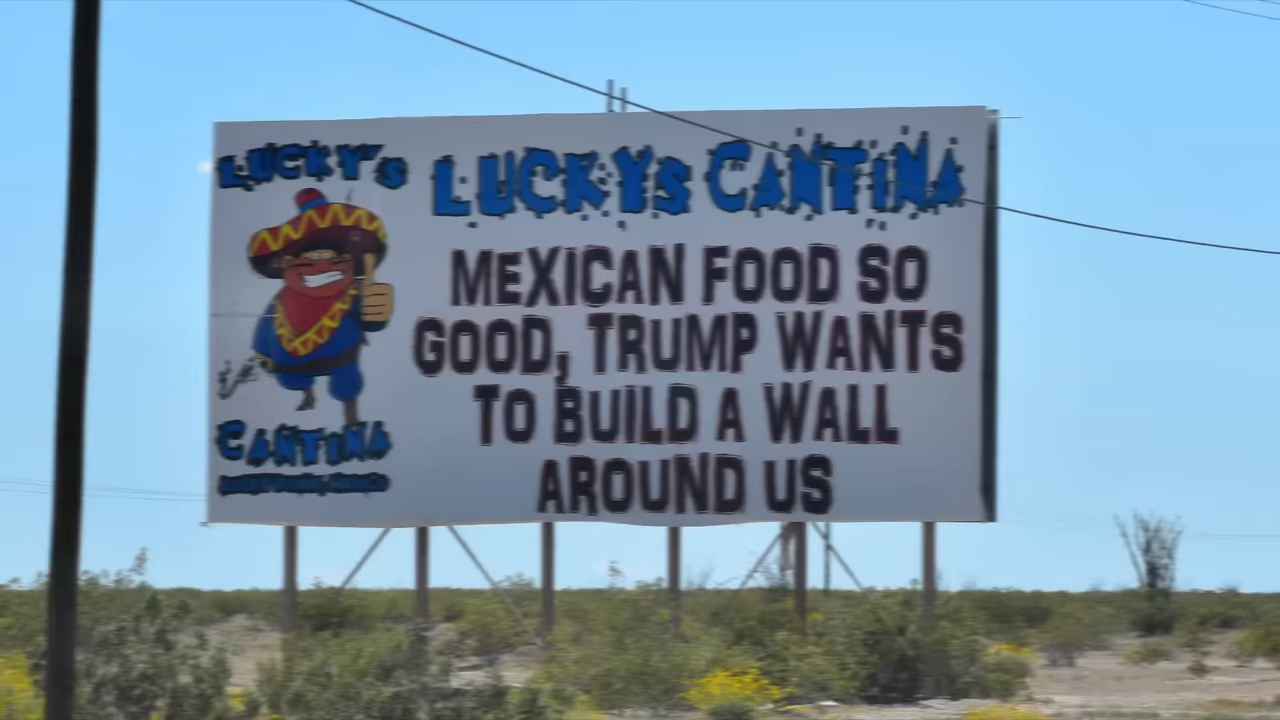 LUCKY's
LUCKYs CANTINA
MEXICAN FOOD SO
GOOD, TRUMP WANTS
TO BUILD A WALL
AROUND US
CANTINA